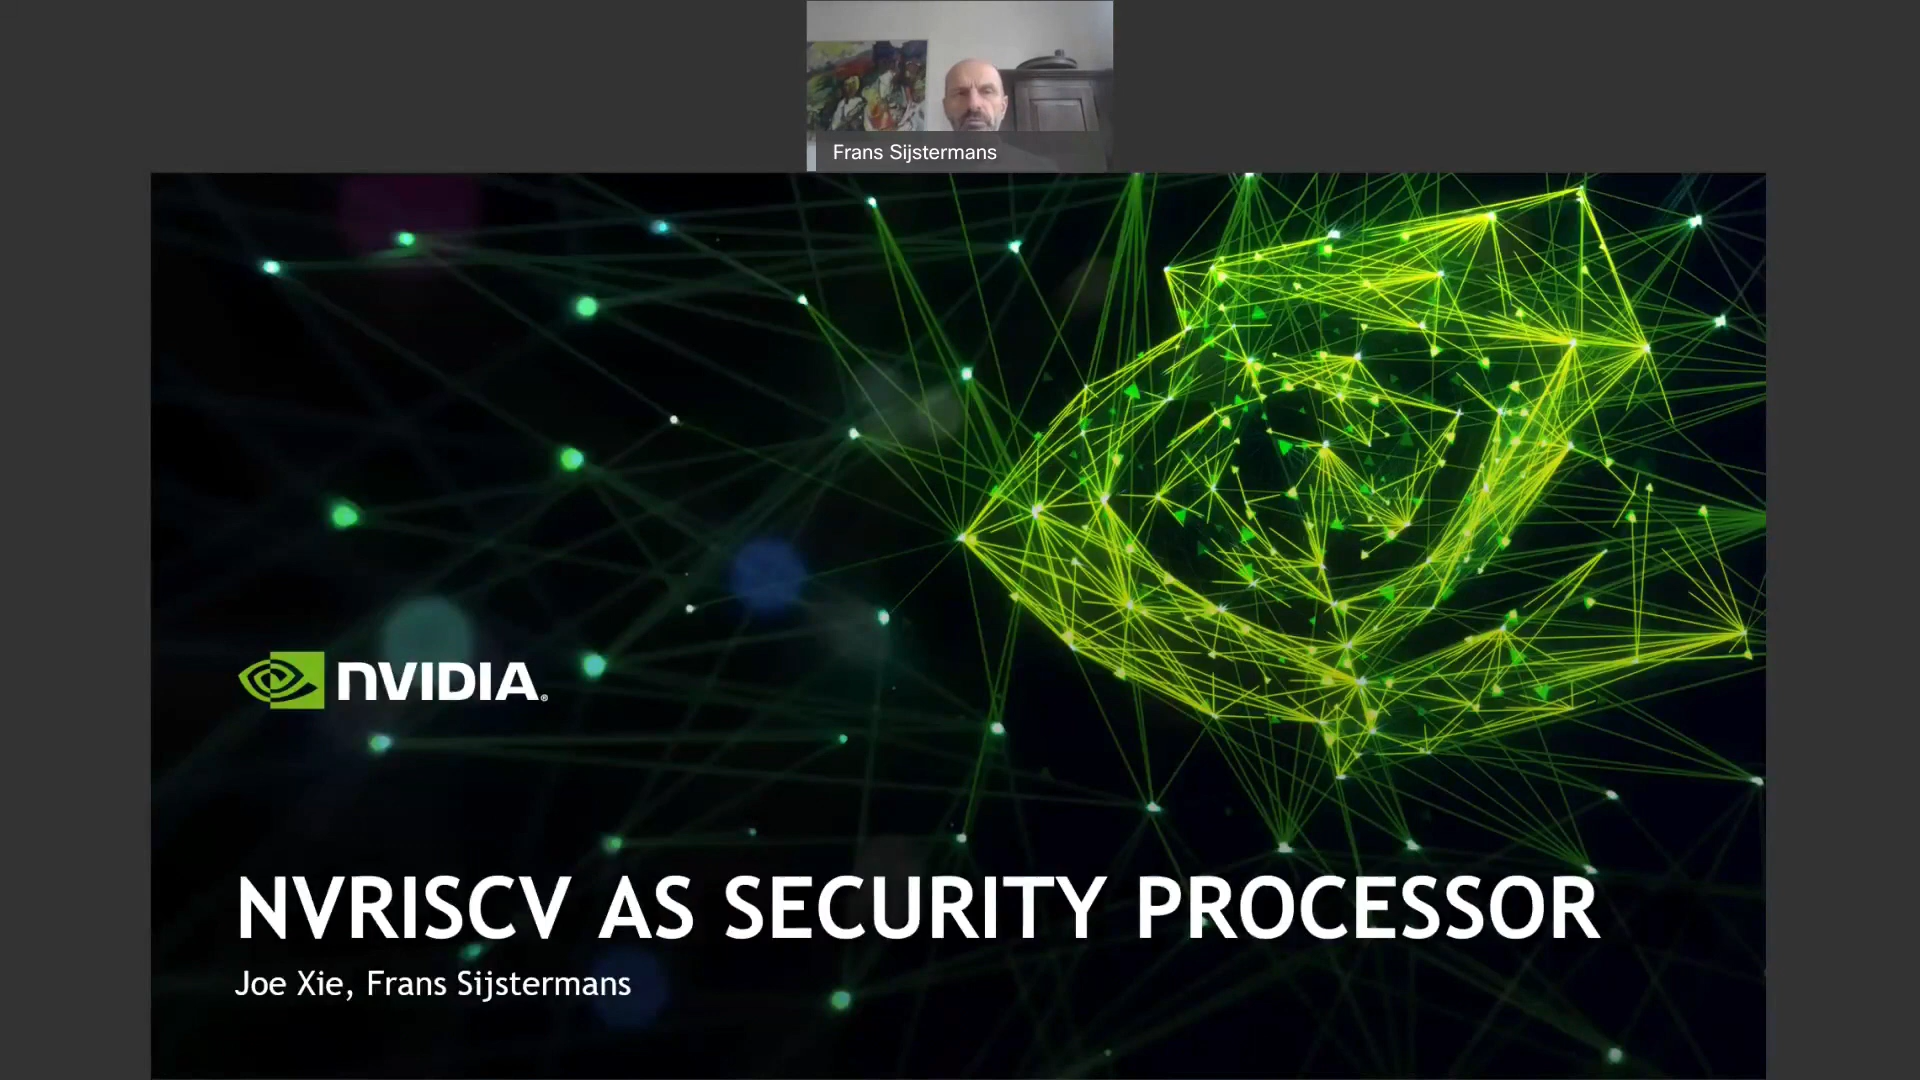 Frans Sijstermans
NVIDIA®
NVRISCV AS SECURITY PROCESSOR
Joe Xie, Frans Sijstermans